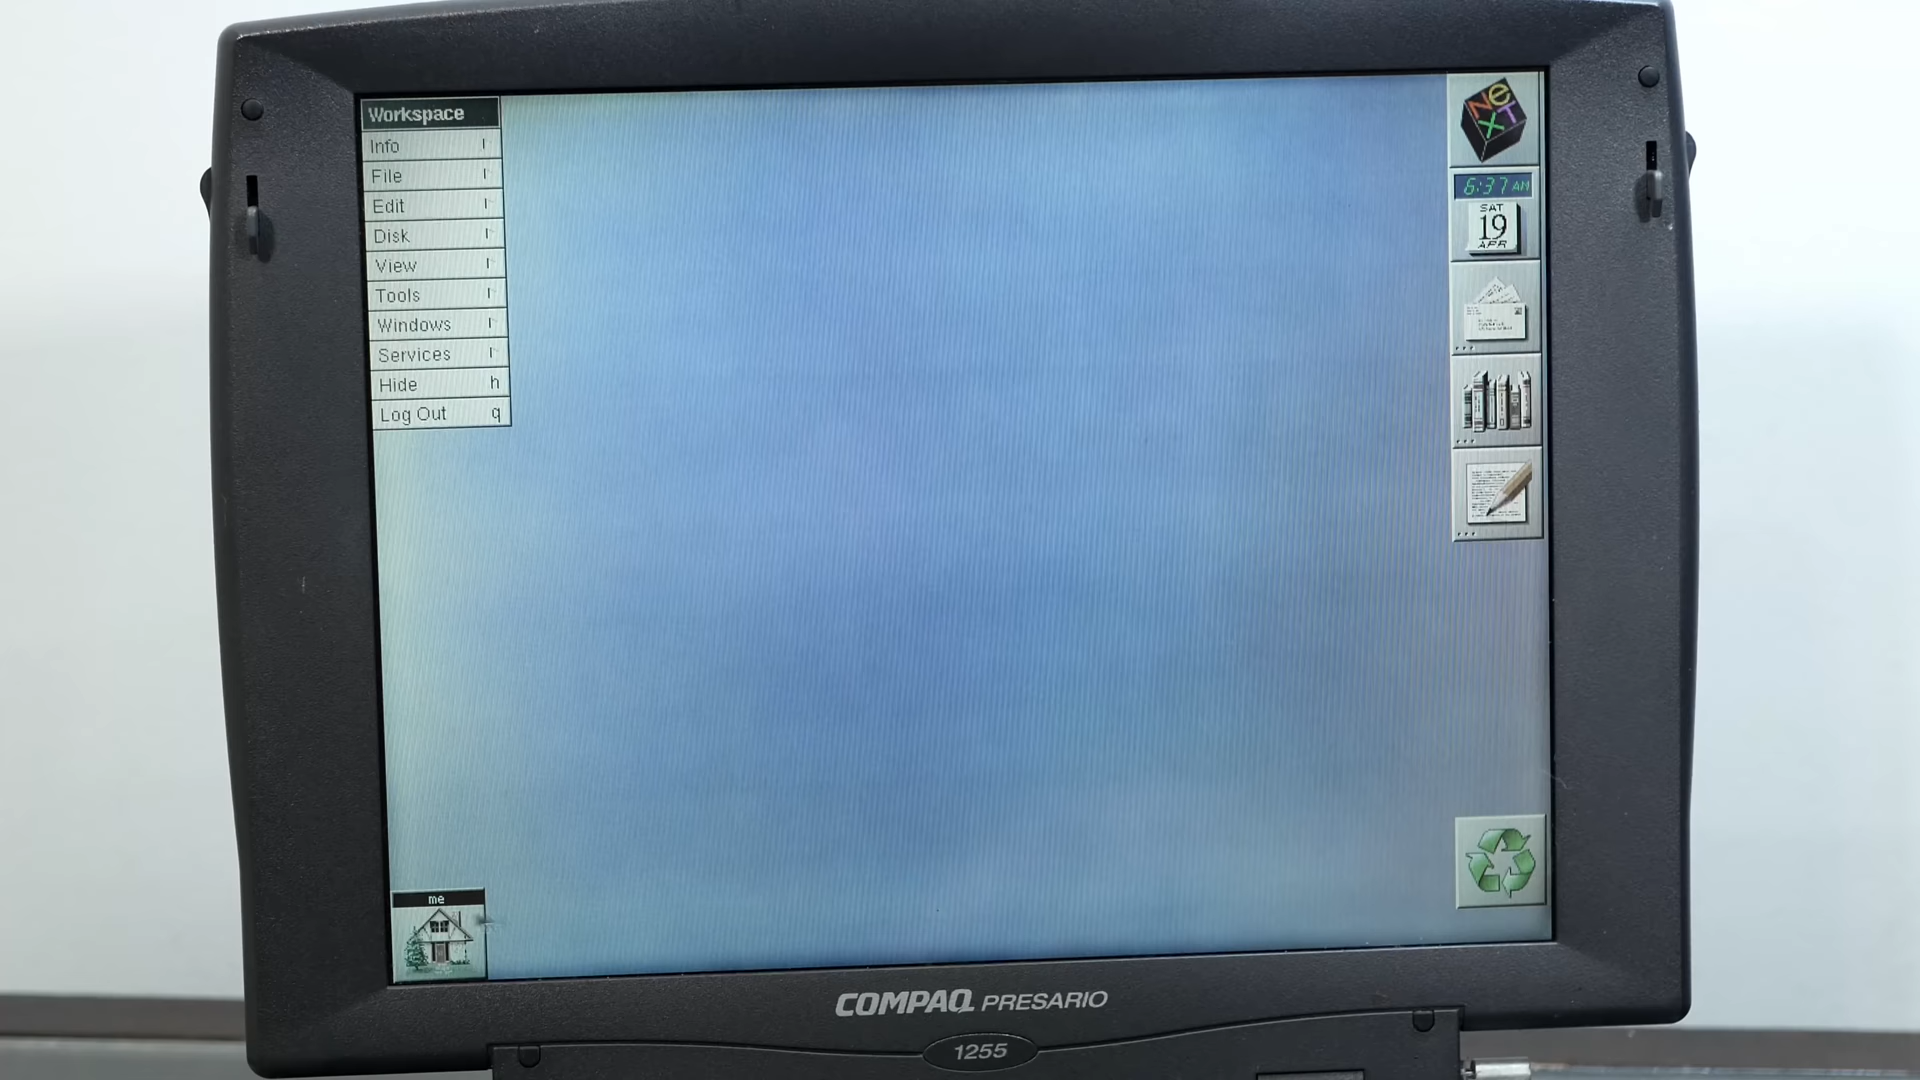 Workspace
Info
File
Edit
Disk
View
Tools
Windows
Services
Hide h
Log Out q
NeXT
6:37 AM
SAT
19
APR
me
COMPAQ PRESARIO
1255